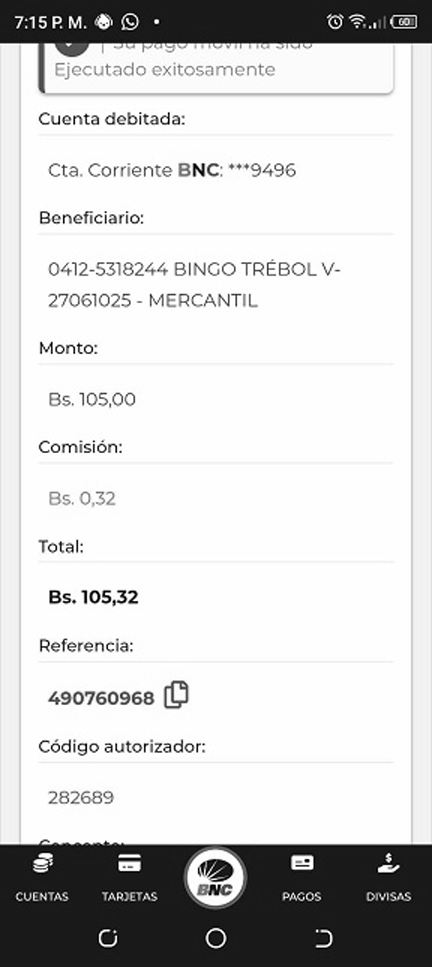 7:15 P. M.
60
| Su pago móvil ha sido
Ejecutado exitosamente
Cuenta debitada:
Cta. Corriente BNC: ***9496
Beneficiario:
0412-5318244 BINGO TRÉBOL V-
27061025 - MERCANTIL
Monto:
Bs. 105,00
Comisión:
Bs. 0,32
Total:
Bs. 105,32
Referencia:
490760968
Código autorizador:
282689
Concepto:
BNC
CUENTAS TARJETAS PAGOS DIVISAS